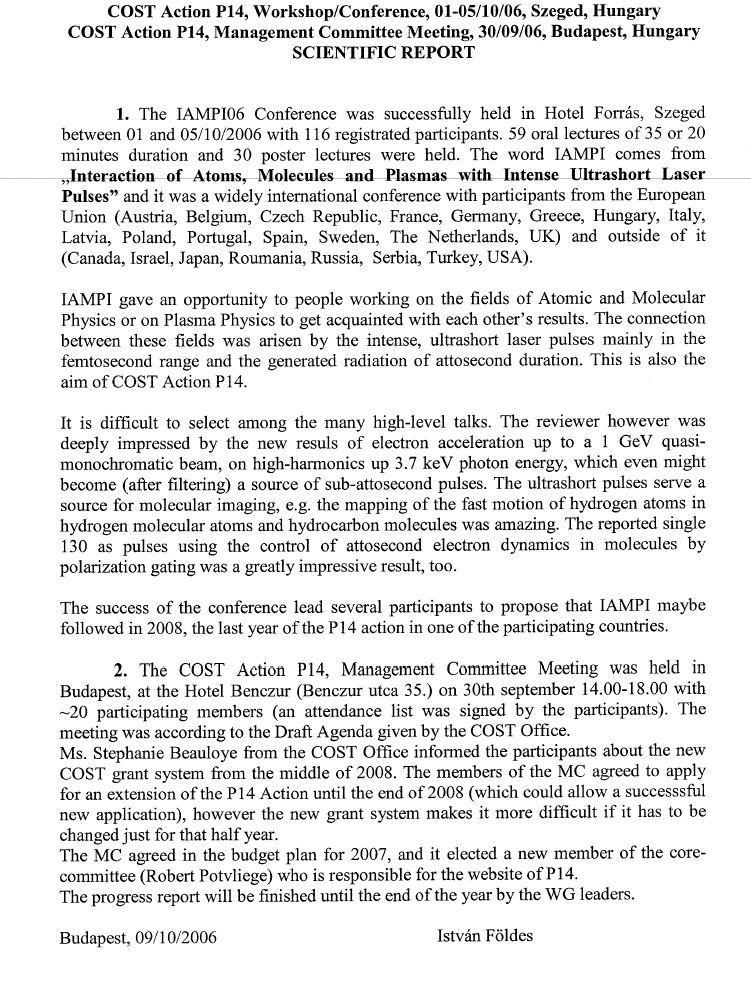 COST Action P14, Workshop/Conference, 01-05/10/06, Szeged, Hungary
COST Action P14, Management Committee Meeting, 30/09/06, Budapest, Hungary
SCIENTIFIC REPORT
1. The IAMPI06 Conference was successfully held in Hotel Forrás, Szeged
between 01 and 05/10/2006 with 116 registrated participants. 59 oral lectures of 35 or 20
minutes duration and 30 poster lectures were held. The word IAMPI comes from
„Interaction of Atoms, Molecules and Plasmas with Intense Ultrashort Laser
Pulses” and it was a widely international conference with participants from the European
Union (Austria, Belgium, Czech Republic, France, Germany, Greece, Hungary, Italy,
Latvia, Poland, Portugal, Spain, Sweden, The Netherlands, UK) and outside of it
(Canada, Israel, Japan, Roumania, Russia, Serbia, Turkey, USA).
IAMPI gave an opportunity to people working on the fields of Atomic and Molecular
Physics or on Plasma Physics to get acquainted with each other’s results. The connection
between these fields was arisen by the intense, ultrashort laser pulses mainly in the
femtosecond range and the generated radiation of attosecond duration. This is also the
aim of COST Action P14.
It is difficult to select among the many high-level talks. The reviewer however was
deeply impressed by the new resuls of electron acceleration up to a 1 GeV quasi-
monochromatic beam, on high-harmonics up 3.7 keV photon energy, which even might
become (after filtering) a source of sub-attosecond pulses. The ultrashort pulses serve a
source for molecular imaging, e.g. the mapping of the fast motion of hydrogen atoms in
hydrogen molecular atoms and hydrocarbon molecules was amazing. The reported single
130 as pulses using the control of attosecond electron dynamics in molecules by
polarization gating was a greatly impressive result, too.
The success of the conference lead several participants to propose that IAMPI maybe
followed in 2008, the last year of the P14 action in one of the participating countries.
2. The COST Action P14, Management Committee Meeting was held in
Budapest, at the Hotel Benczur (Benczur utca 35.) on 30th september 14.00-18.00 with
~20 participating members (an attendance list was signed by the participants). The
meeting was according to the Draft Agenda given by the COST Office.
Ms. Stephanie Beauloye from the COST Office informed the participants about the new
COST grant system from the middle of 2008. The members of the MC agreed to apply
for an extension of the P14 Action until the end of 2008 (which could allow a successsful
new application), however the new grant system makes it more difficult if it has to be
changed just for that half year.
The MC agreed in the budget plan for 2007, and it elected a new member of the core-
committee (Robert Potvliege) who is responsible for the website of P14.
The progress report will be finished until the end of the year by the WG leaders.
Budapest, 09/10/2006 István Földes